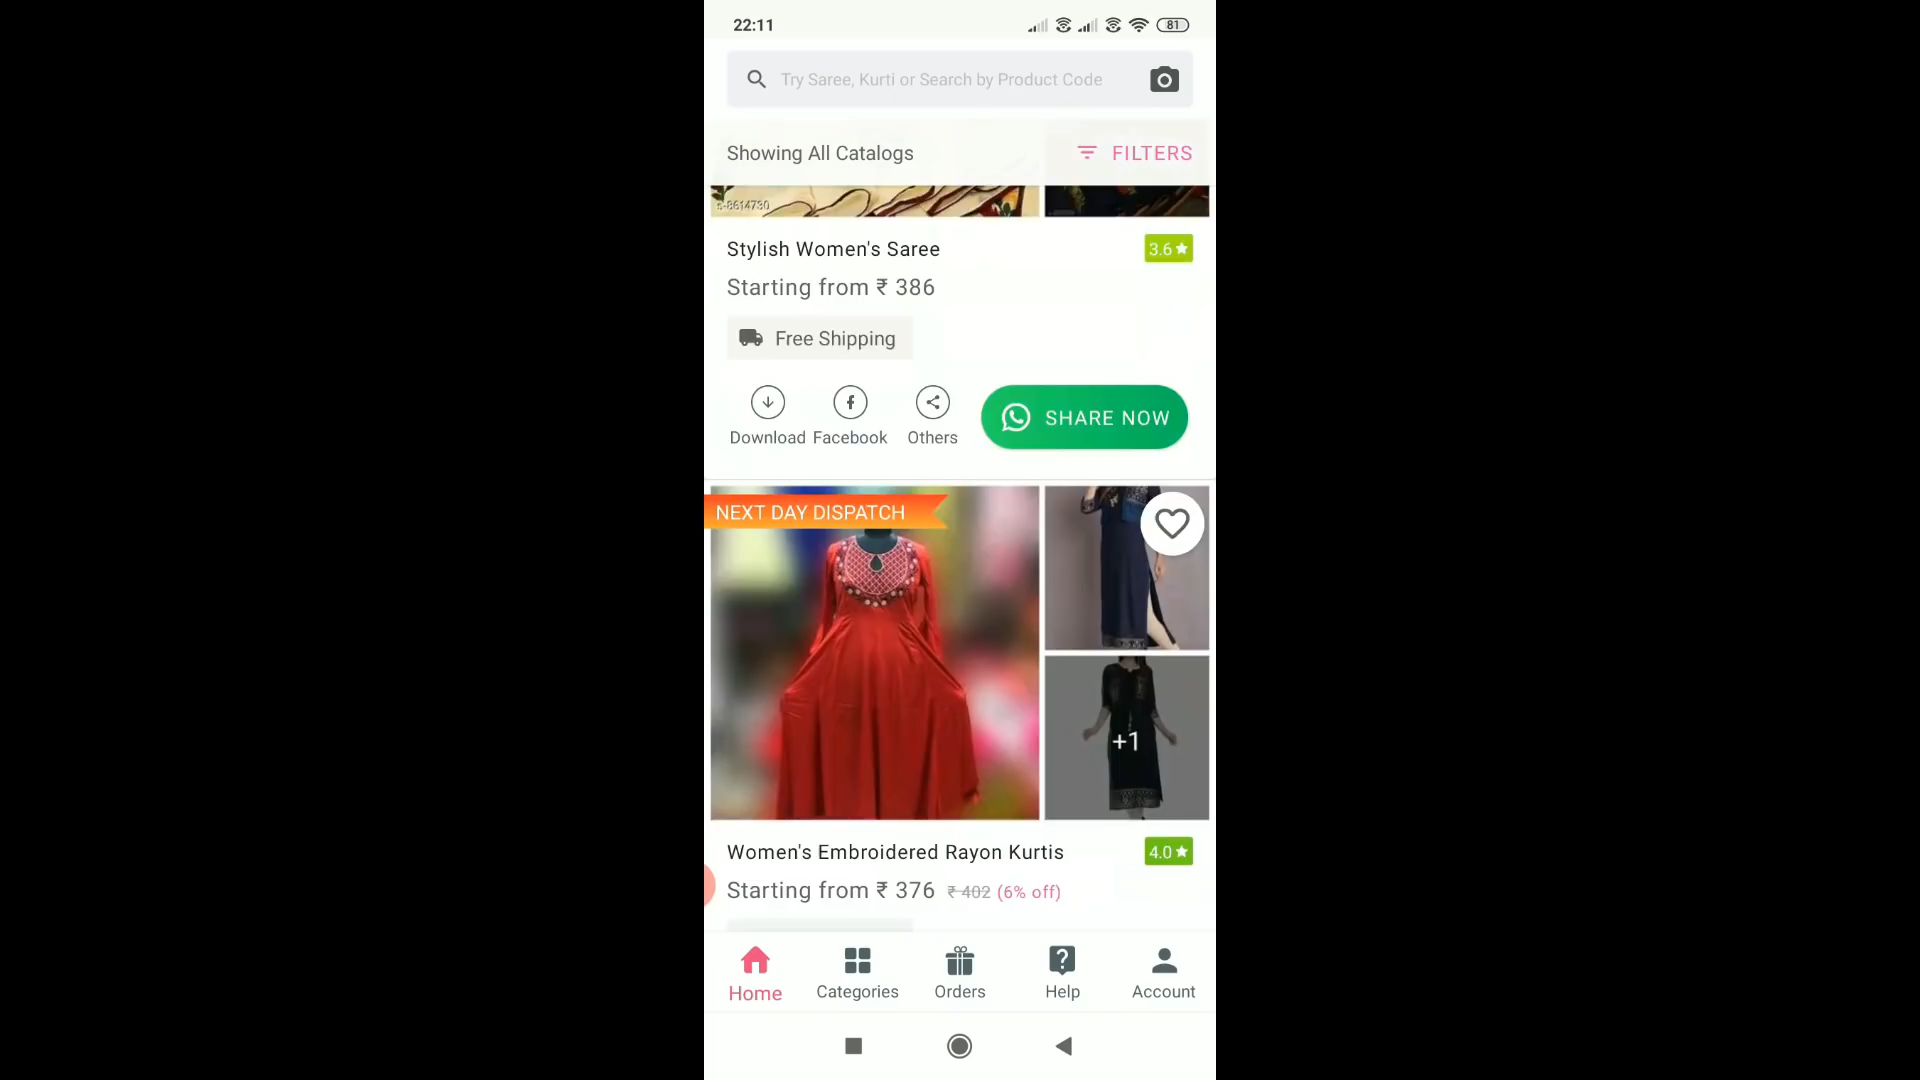 22:11
81
Try Saree, Kurti or Search by Product Code
Showing All Catalogs
FILTERS
s-8614730
Stylish Women's Saree
3.6
Starting from ₹ 386
Free Shipping
Download
Facebook
Others
SHARE NOW
NEXT DAY DISPATCH
+1
Women's Embroidered Rayon Kurtis
4.0
Starting from ₹ 376 ₹ 402 (6% off)
Home
Categories
Orders
Help
Account